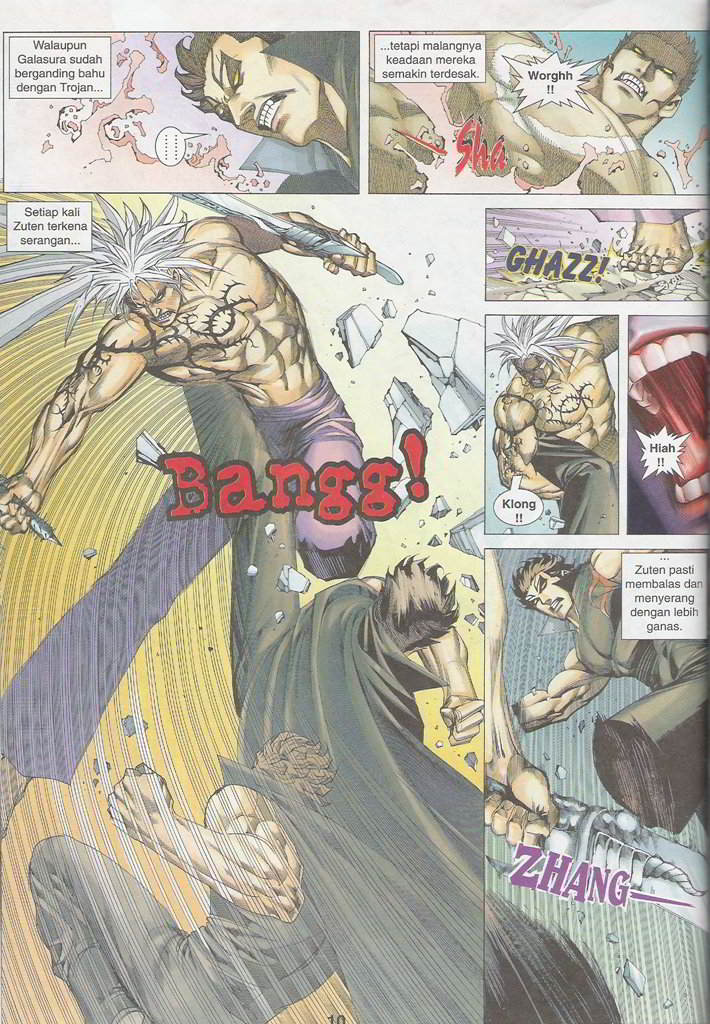 Walaupun
Galasura sudah
berganding bahu
dengan Trojan...
...tetapi malangnya
keadaan mereka
semakin terdesak.
Worghh
!!
Sha
Setiap kali
Zuten terkena
serangan...
GHAZZ!
Bangg!
Klong
!!
Hiah
!!
...
Zuten pasti
membalas dan
menyerang
dengan lebih
ganas.
ZHANG
10